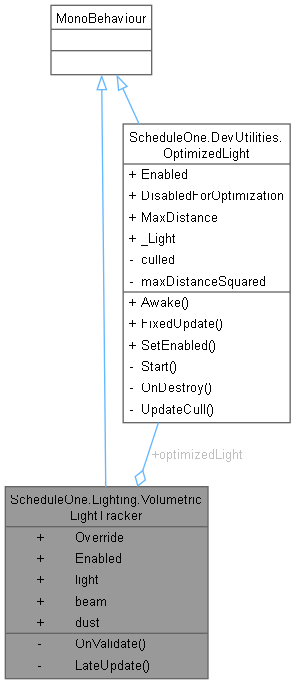 MonoBehaviour
ScheduleOne.DevUtilities.
OptimizedLight
+ Enabled
+ DisabledForOptimization
+ MaxDistance
+ _Light
- culled
- maxDistanceSquared
+ Awake()
+ FixedUpdate()
+ SetEnabled()
- Start()
- OnDestroy()
- UpdateCull()
+optimizedLight
ScheduleOne.Lighting.Volumetric
LightTracker
+ Override
+ Enabled
+ light
+ beam
+ dust
- OnValidate()
- LateUpdate()